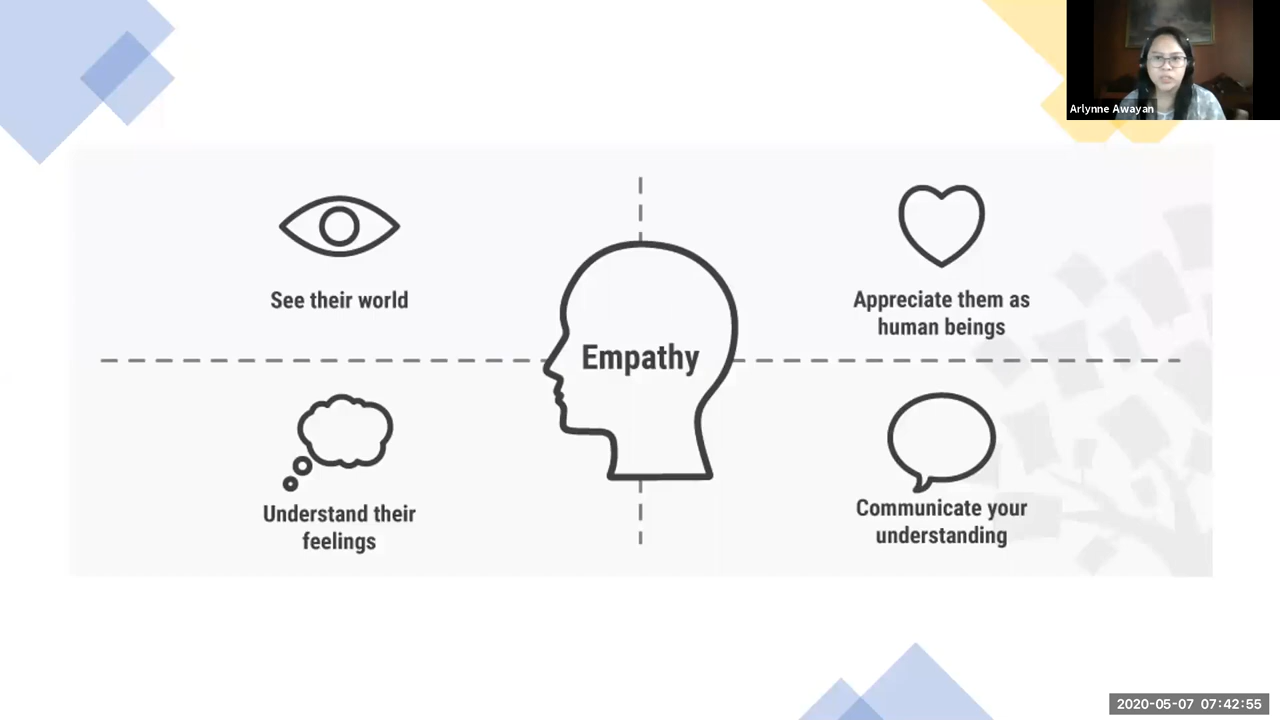 Arlynne Awayan
See their world
Appreciate them as
human beings
Empathy
Understand their
feelings
Communicate your
understanding
2020-05-07 07:42:55